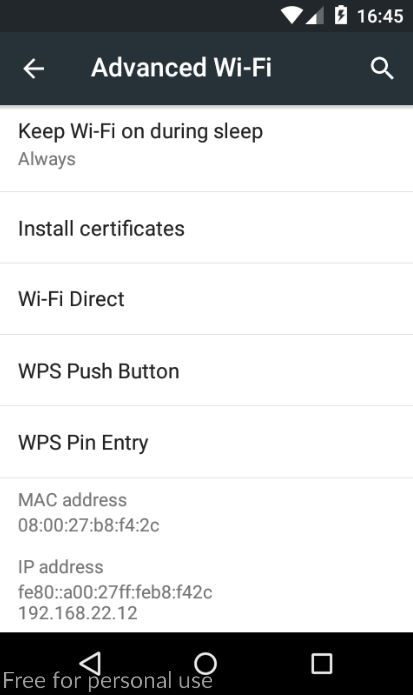 16:45
Advanced Wi-Fi
Keep Wi-Fi on during sleep
Always
Install certificates
Wi-Fi Direct
WPS Push Button
WPS Pin Entry
MAC address
08:00:27:b8:f4:2c
IP address
fe80::a00:27ff:feb8:f42c
192.168.22.12
Free for personal use